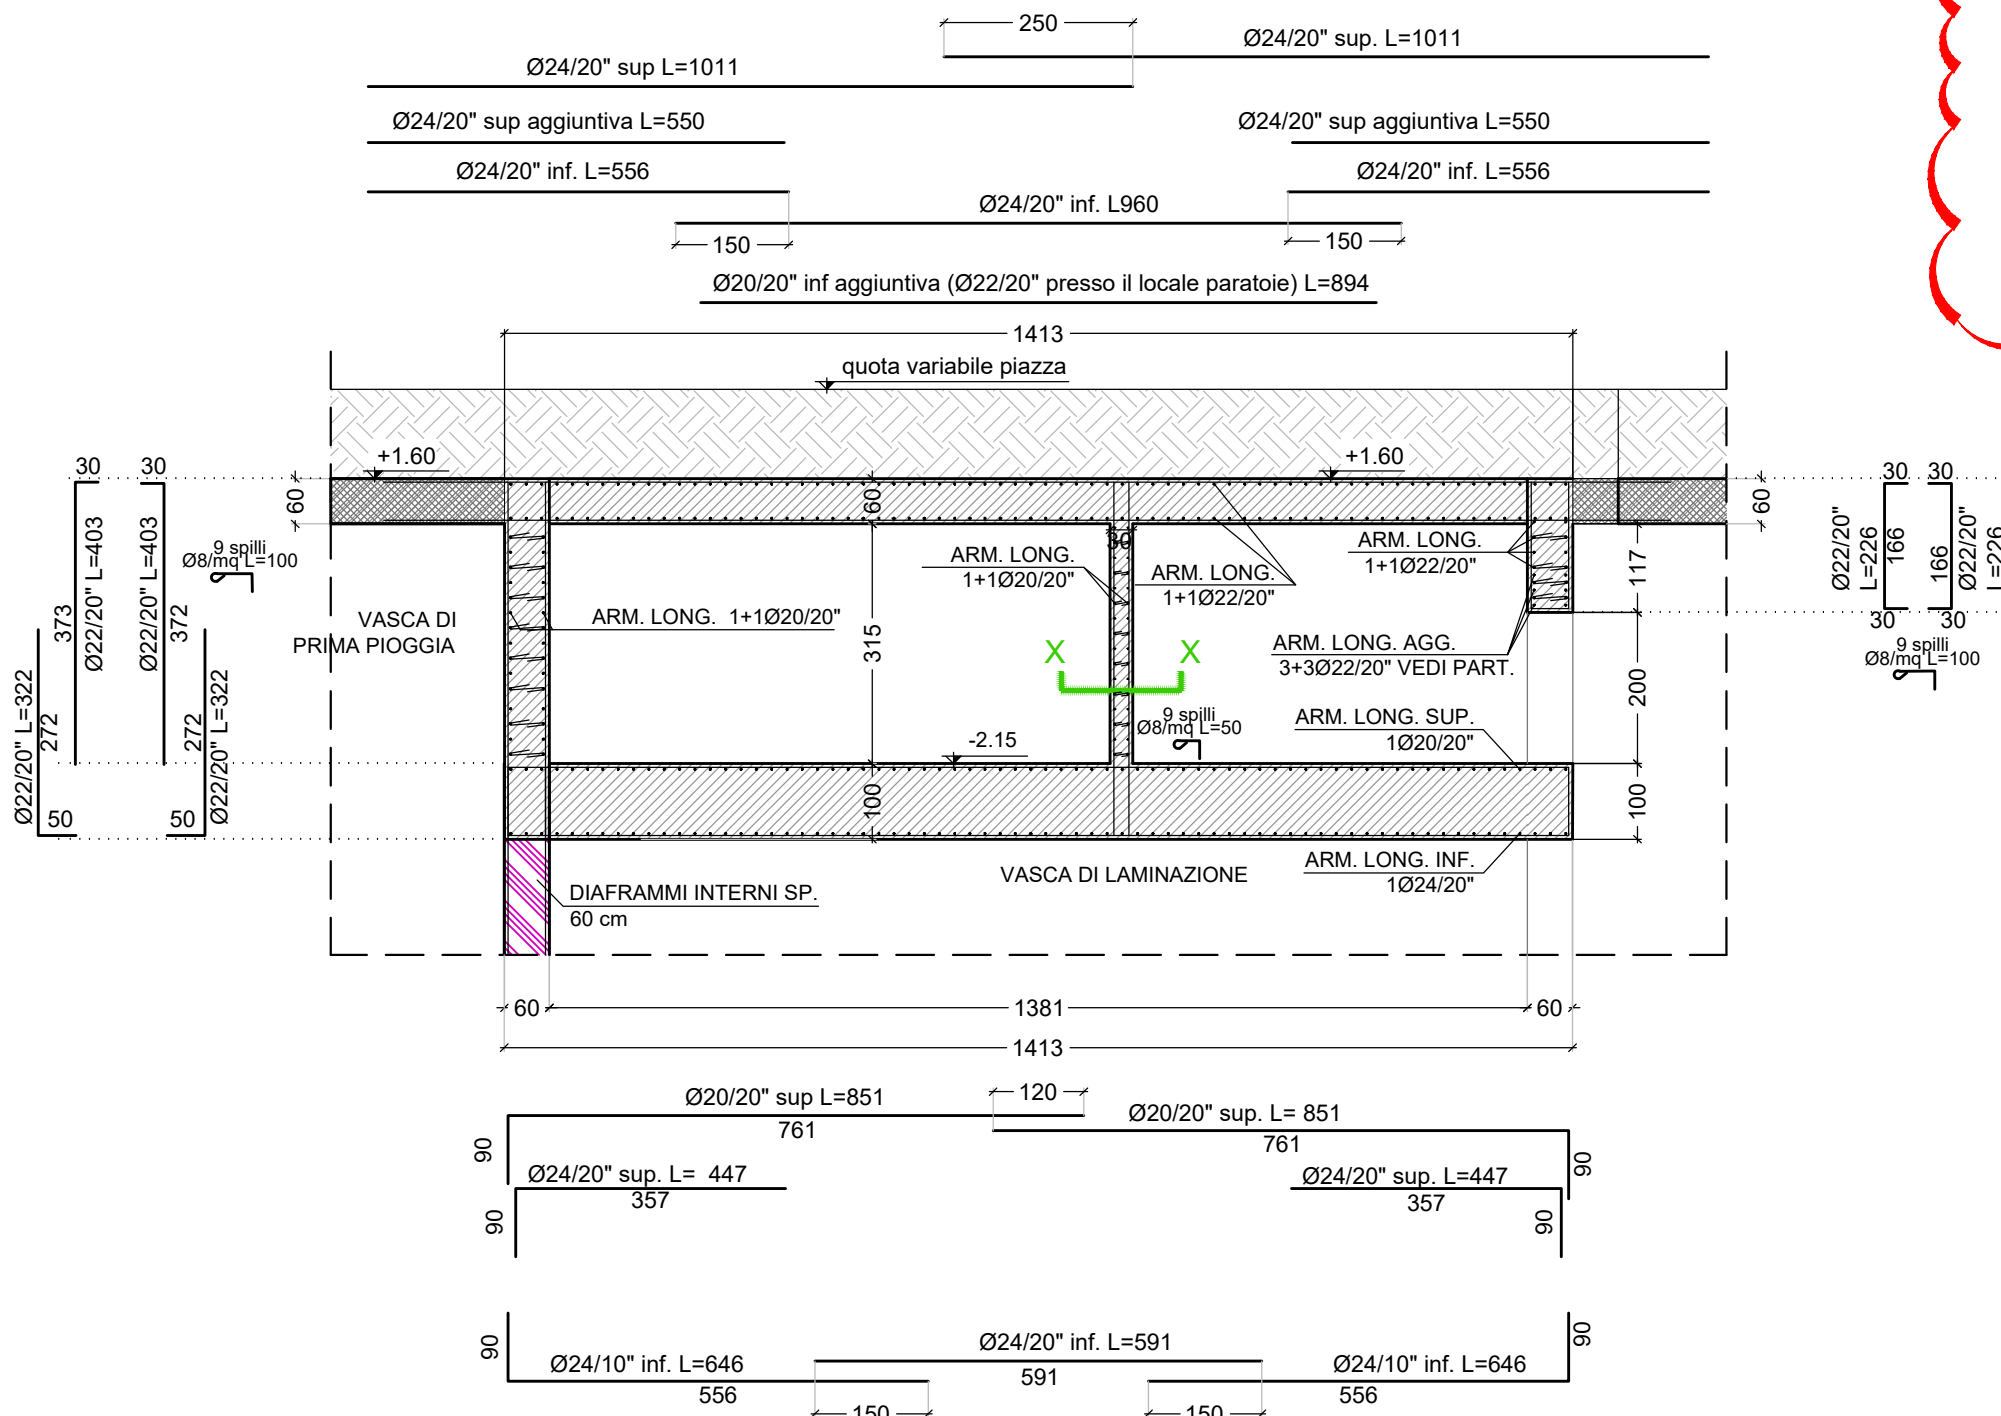 250
Ø24/20" sup. L=1011
Ø24/20" sup L=1011
Ø24/20" sup aggiuntiva L=550
Ø24/20" sup aggiuntiva L=550
Ø24/20" inf. L=556
Ø24/20" inf. L=556
Ø24/20" inf. L960
150
150
Ø20/20" inf aggiuntiva (Ø22/20" presso il locale paratoie) L=894
1413
quota variabile piazza
+1.60
+1.60
30
30
30
30
60
60
60
Ø22/20" L=403
Ø22/20" L=403
373
372
9 spilli
Ø8/mq L=100
VASCA DI
PRIMA PIOGGIA
ARM. LONG. 1+1Ø20/20"
315
30
ARM. LONG.
1+1Ø20/20"
ARM. LONG.
1+1Ø22/20"
ARM. LONG.
1+1Ø22/20"
117
Ø22/20"
L=226
166
166
Ø22/20"
L=226
30
30
9 spilli
Ø8/mq L=100
X
X
ARM. LONG. AGG.
3+3Ø22/20" VEDI PART.
200
Ø22/20" L=322
272
272
Ø22/20" L=322
50
50
9 spilli
Ø8/mq L=50
-2.15
ARM. LONG. SUP.
1Ø20/20"
100
100
ARM. LONG. INF.
1Ø24/20"
VASCA DI LAMINAZIONE
DIAFRAMMI INTERNI SP.
60 cm
60
1381
60
1413
Ø20/20" sup L=851
761
120
Ø20/20" sup. L= 851
761
90
90
Ø24/20" sup. L= 447
357
Ø24/20" sup. L=447
357
90
90
90
90
Ø24/10" inf. L=646
556
Ø24/20" inf. L=591
591
Ø24/10" inf. L=646
556
150
150